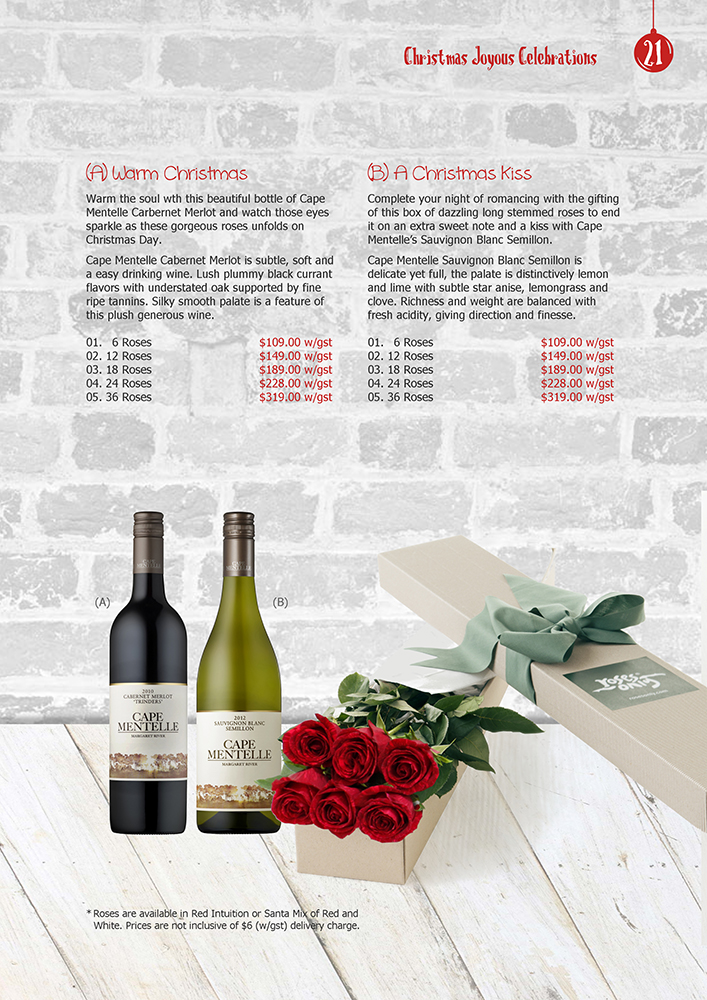 Christmas Joyous Celebrations
21
(A) Warm Christmas
Warm the soul wth this beautiful bottle of Cape
Mentelle Carbernet Merlot and watch those eyes
sparkle as these gorgeous roses unfolds on
Christmas Day.
Cape Mentelle Cabernet Merlot is subtle, soft and
a easy drinking wine. Lush plummy black currant
flavors with understated oak supported by fine
ripe tannins. Silky smooth palate is a feature of
this plush generous wine.
01. 6 Roses $109.00 w/gst
02. 12 Roses $149.00 w/gst
03. 18 Roses $189.00 w/gst
04. 24 Roses $228.00 w/gst
05. 36 Roses $319.00 w/gst
(B) A Christmas Kiss
Complete your night of romancing with the gifting
of this box of dazzling long stemmed roses to end
it on an extra sweet note and a kiss with Cape
Mentelle's Sauvignon Blanc Semillon.
Cape Mentelle Sauvignon Blanc Semillon is
delicate yet full, the palate is distinctively lemon
and lime with subtle star anise, lemongrass and
clove. Richness and weight are balanced with
fresh acidity, giving direction and finesse.
01. 6 Roses $109.00 w/gst
02. 12 Roses $149.00 w/gst
03. 18 Roses $189.00 w/gst
04. 24 Roses $228.00 w/gst
05. 36 Roses $319.00 w/gst
(A)
2010
CABERNET MERLOT
'TRINDERS'
CAPE
MENTELLE
MARGARET RIVER
(B)
2012
SAUVIGNON BLANC
SEMILLON
CAPE
MENTELLE
MARGARET RIVER
roses
only
* Roses are available in Red Intuition or Santa Mix of Red and
White. Prices are not inclusive of $6 (w/gst) delivery charge.